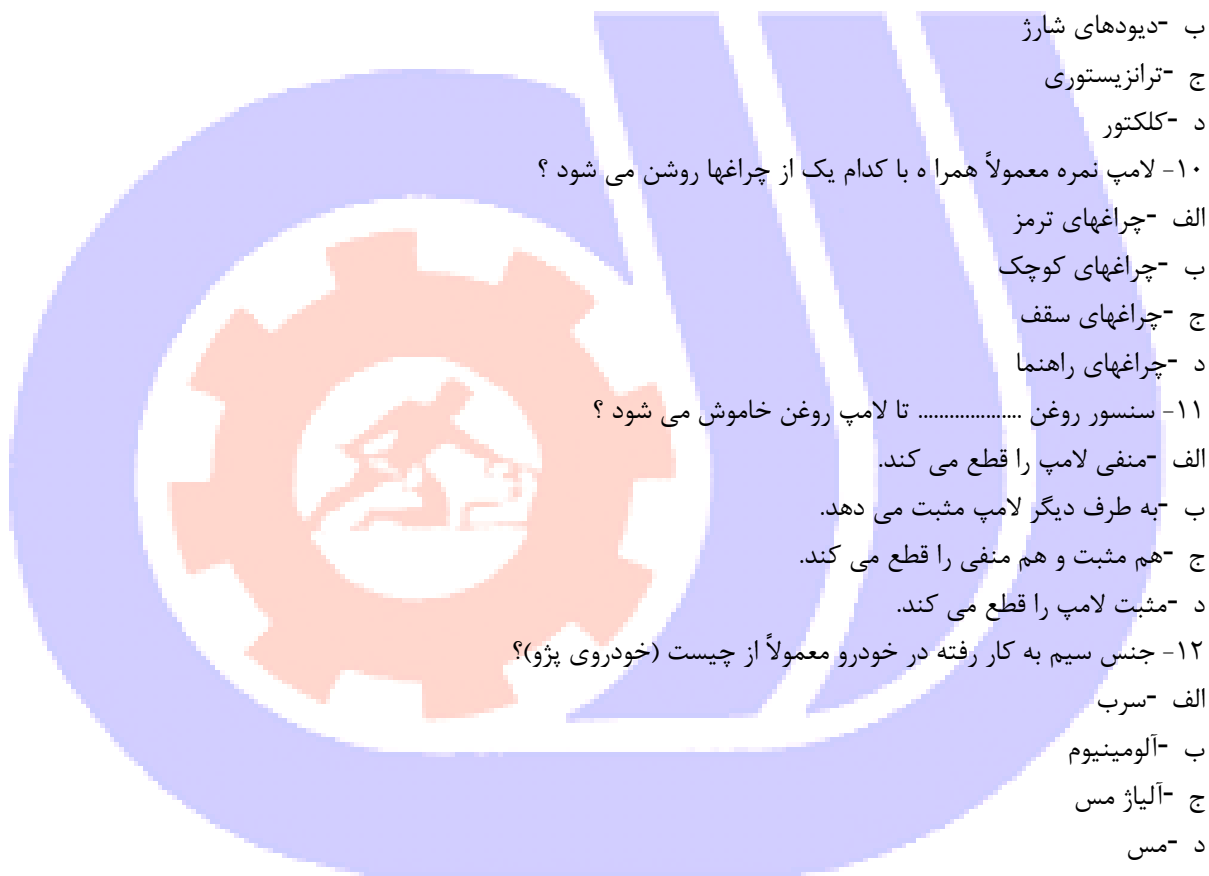 ب -دیودهای شارژ
ج -ترانزیستوری
د -کلکتور
۱۰- لامپ نمره معمولاً همرا ه با کدام یک از چراغها روشن می شود ؟
الف -چراغهای ترمز
ب -چراغهای کوچک
ج -چراغهای سقف
د -چراغهای راهنما
۱۱- سنسور روغن .................... تا لامپ روغن خاموش می شود ؟
الف -منفی لامپ را قطع می کند.
ب -به طرف دیگر لامپ مثبت می دهد.
ج -هم مثبت و هم منفی را قطع می کند.
د -مثبت لامپ را قطع می کند.
۱۲- جنس سیم به کار رفته در خودرو معمولاً از چیست (خودروی پژو)؟
الف -سرب
ب -آلومینیوم
ج -آلیاژ مس
د -مس